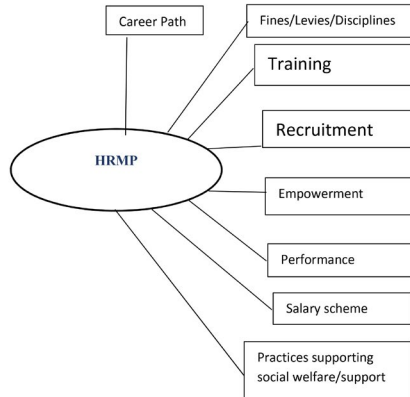 Career Path
Fines/Levies/Disciplines
Training
Recruitment
HRMP
Empowerment
Performance
Salary scheme
Practices supporting
social welfare/support